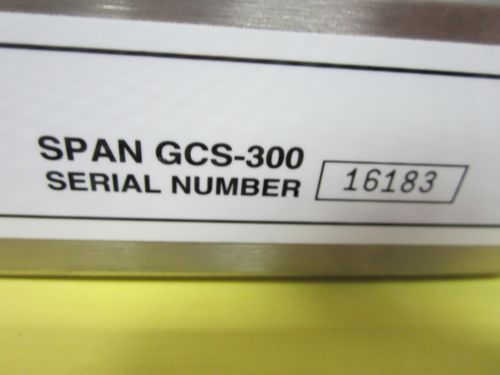 SPAN GCS-300
SERIAL NUMBER 16183